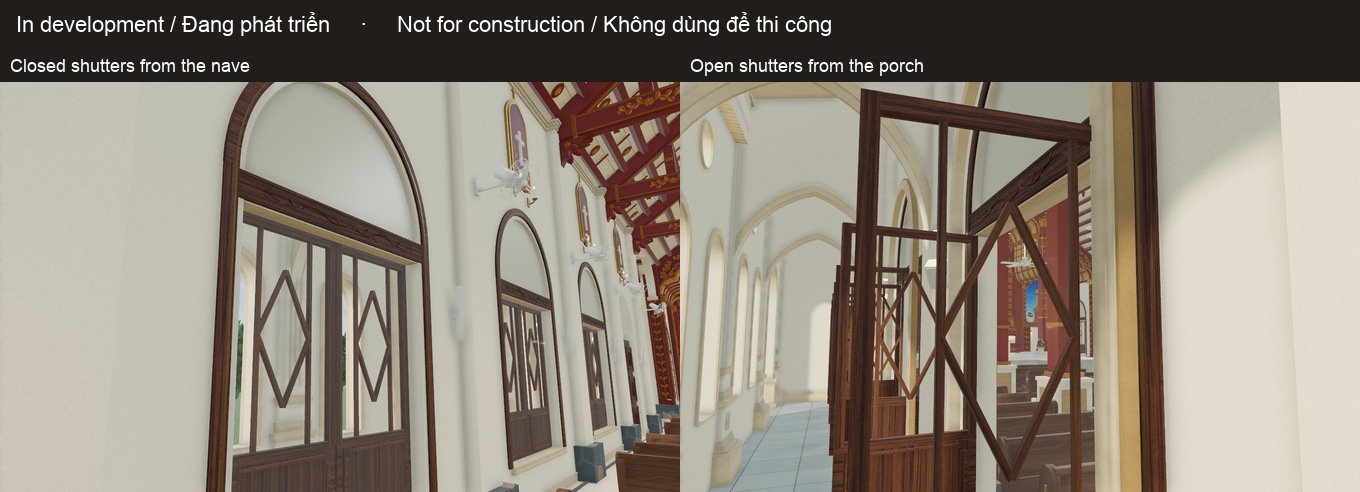 In development / Đang phát triển · Not for construction / Không dùng để thi công
Closed shutters from the nave
Open shutters from the porch